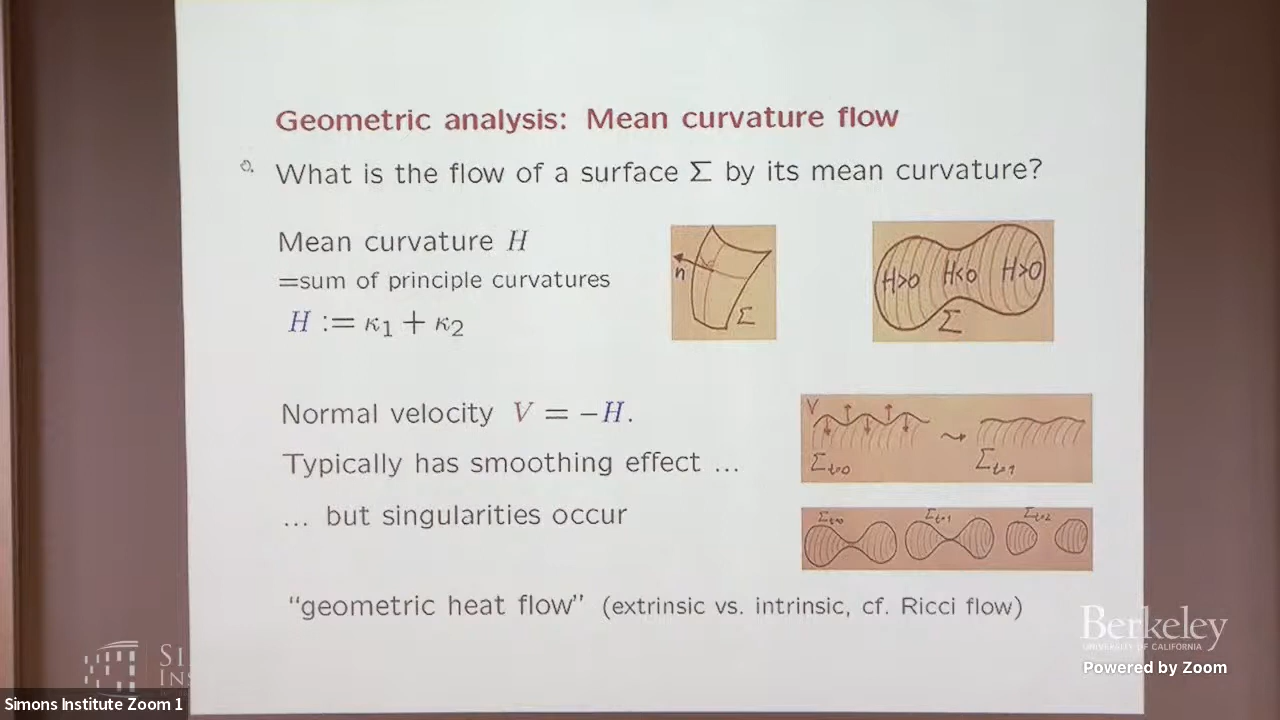 Geometric analysis: Mean curvature flow
What is the flow of a surface Σ by its mean curvature?
Mean curvature H
=sum of principle curvatures
H := κ1 + κ2
n
Σ
H>0 H<0 H>0
Σ
Normal velocity V = −H.
Typically has smoothing effect ...
V
Σt=0
Σt=1
... but singularities occur
Σt=0 Σt=1 Σt=2
"geometric heat flow" (extrinsic vs. intrinsic, cf. Ricci flow)
Berkeley
UNIVERSITY OF CALIFORNIA
Powered by Zoom
SI
INS
Simons Institute Zoom 1